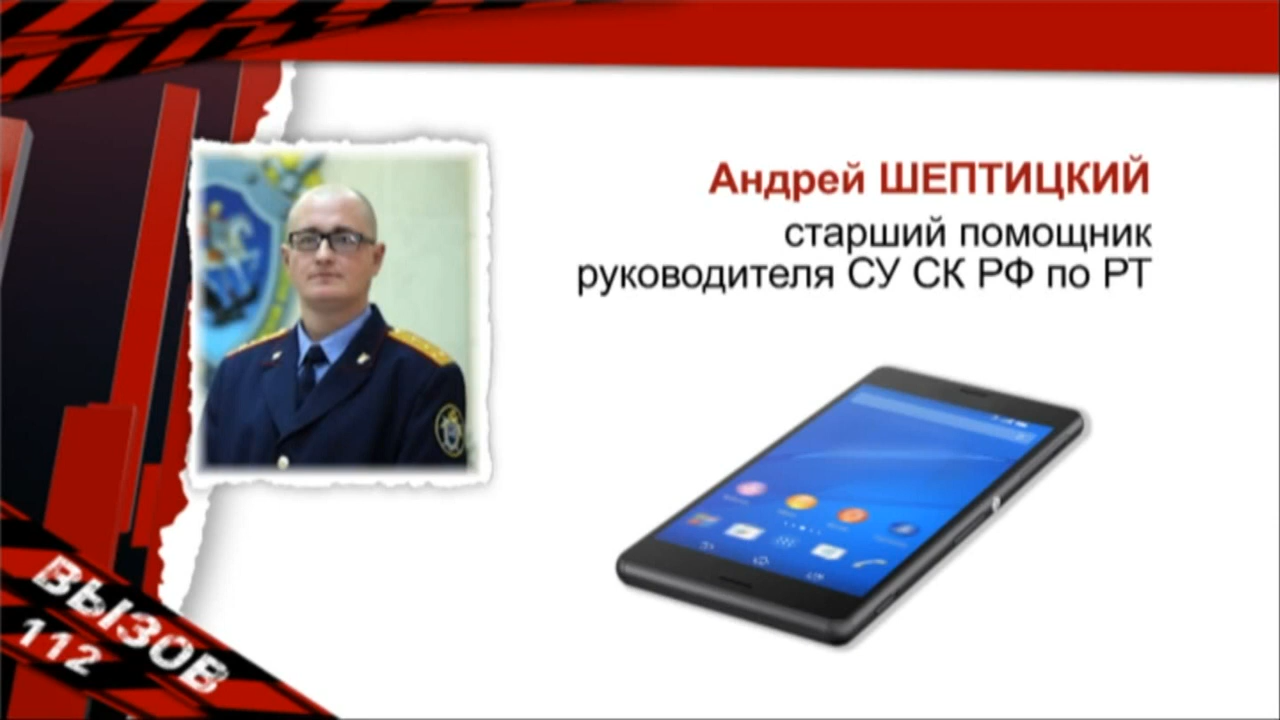 Андрей ШЕПТИЦКИЙ
старший помощник
руководителя СУ СК РФ по РТ
ВЫЗОВ
112